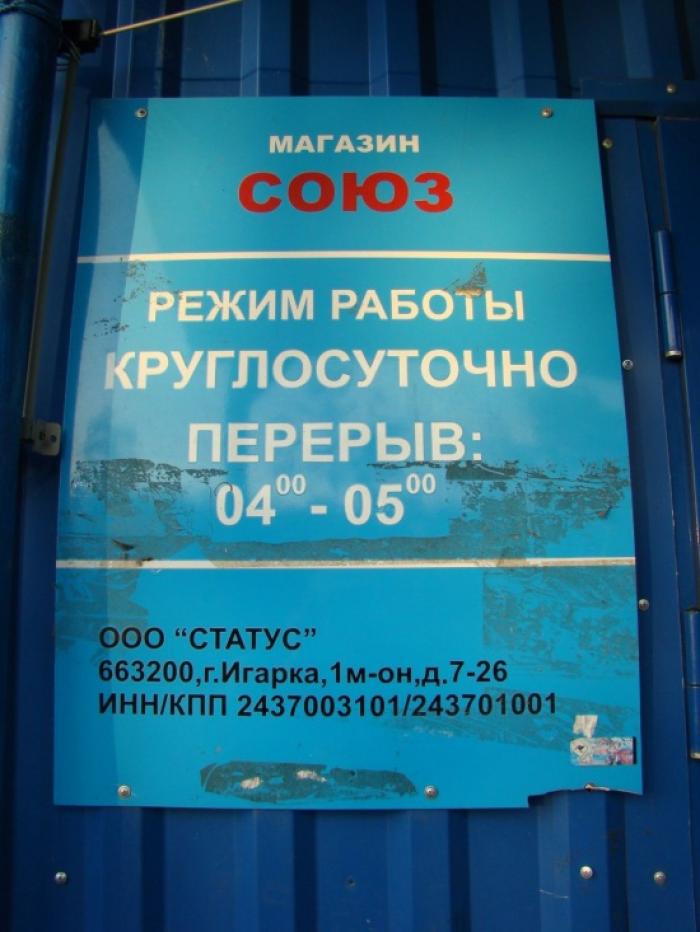 МАГАЗИН
СОЮЗ
РЕЖИМ РАБОТЫ
КРУГЛОСУТОЧНО
ПЕРЕРЫВ:
04⁰⁰ - 05⁰⁰
ООО “СТАТУС”
663200,г.Игарка,1м-он,д.7-26
ИНН/КПП 2437003101/243701001